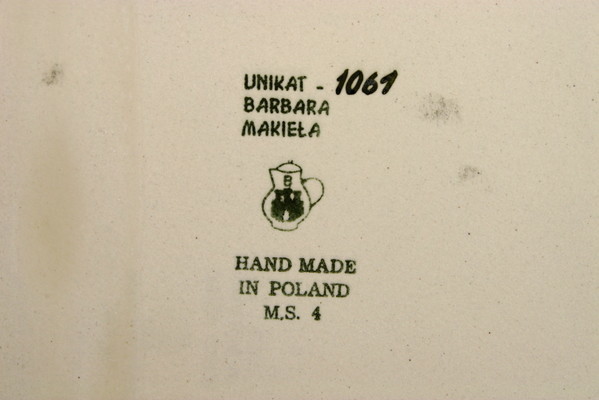 UNIKAT - 1061
BARBARA
MAKIEŁA
B
HAND MADE
IN POLAND
M.S. 4